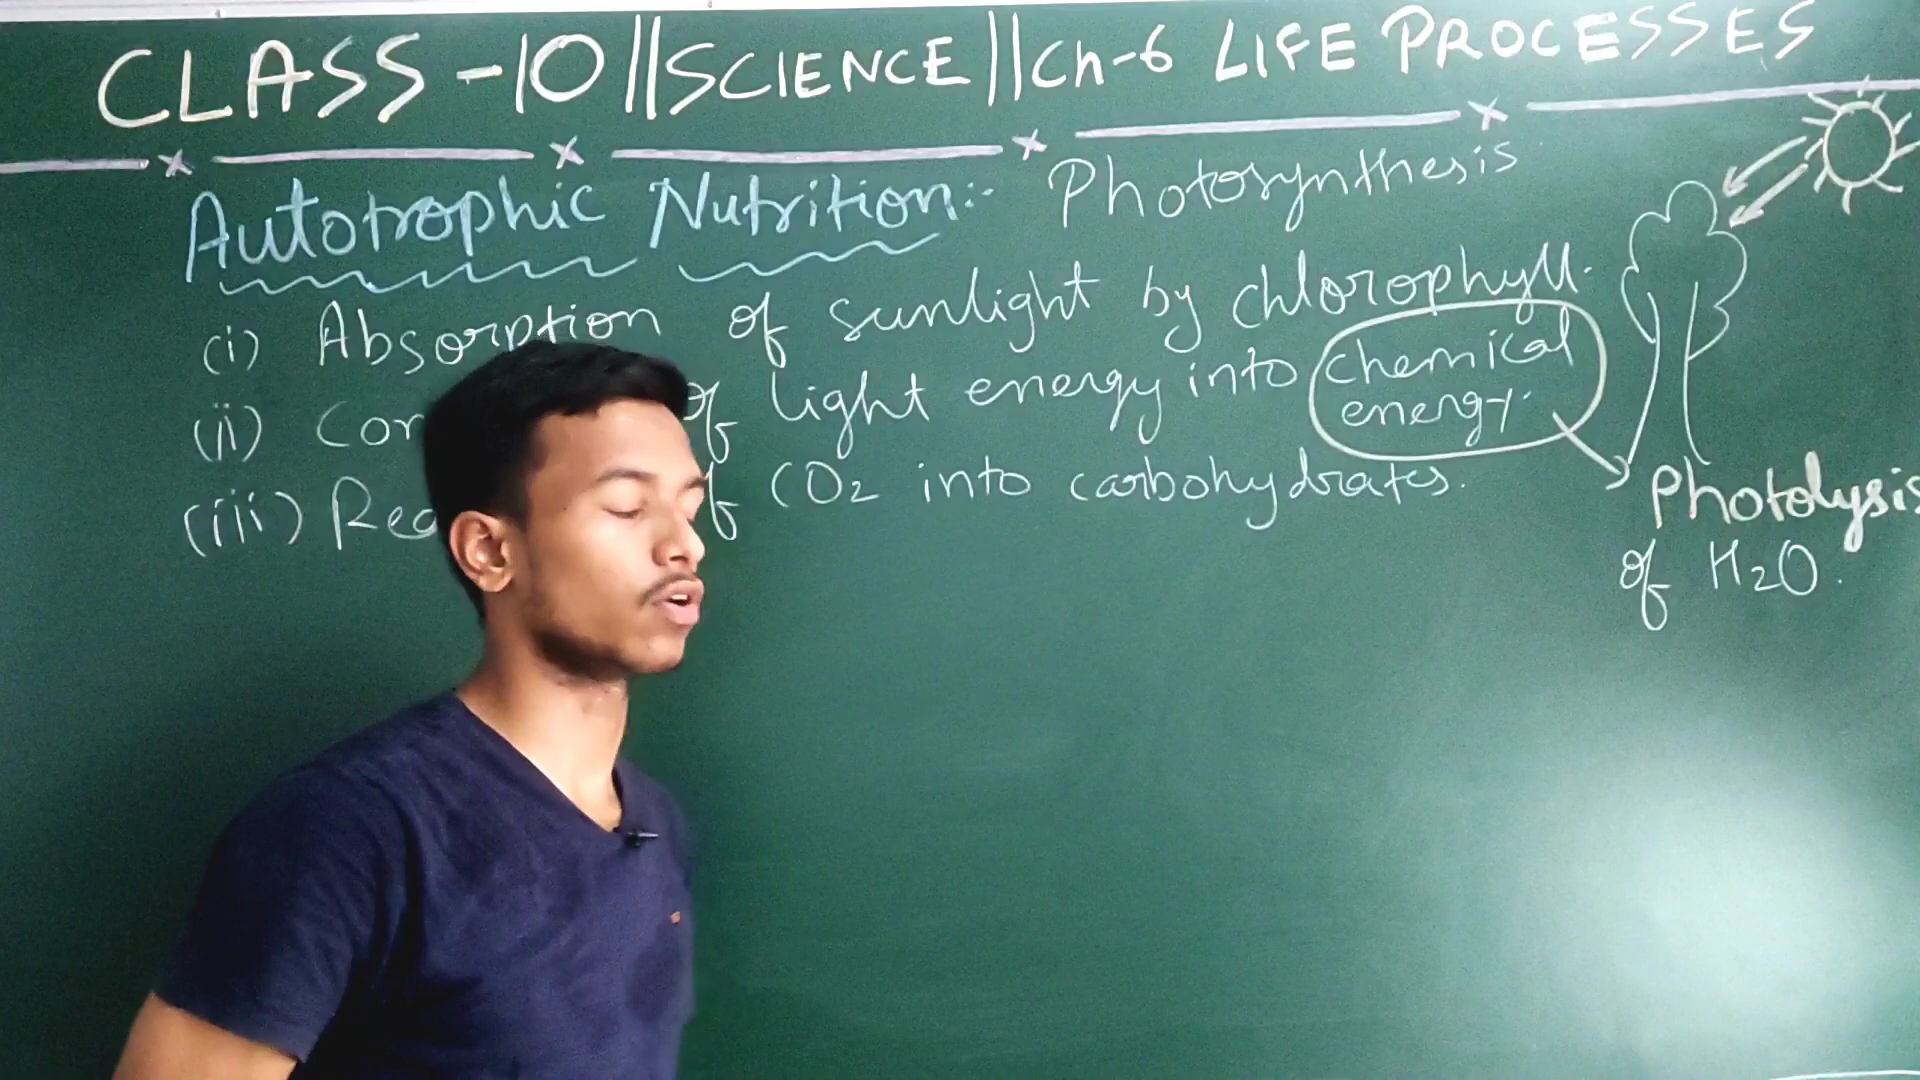 CLASS-10||SCIENCE||Ch-6 LIFE PROCESSES
Autotrophic Nutrition:- Photosynthesis
(i) Absorption of sunlight by chlorophyll.
(ii) Con of light energy into chemical energy.
(iii) Red of CO₂ into carbohydrates.
Photolysis
of H₂O.